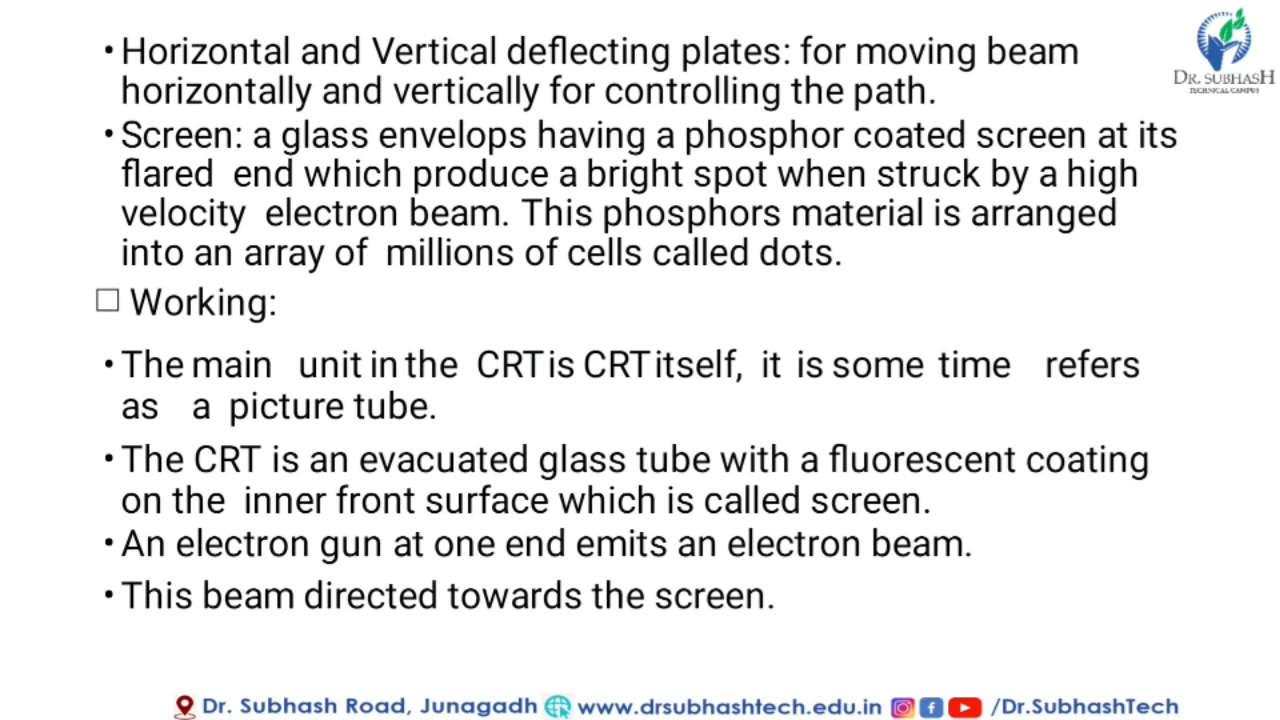 • Horizontal and Vertical deflecting plates: for moving beam
horizontally and vertically for controlling the path.
• Screen: a glass envelops having a phosphor coated screen at its
flared end which produce a bright spot when struck by a high
velocity electron beam. This phosphors material is arranged
into an array of millions of cells called dots.
☐ Working:
• The main unit in the CRT is CRT itself, it is some time refers
as a picture tube.
• The CRT is an evacuated glass tube with a fluorescent coating
on the inner front surface which is called screen.
• An electron gun at one end emits an electron beam.
• This beam directed towards the screen.
DR. SUBHASH
TECHNICAL CAMPUS
Dr. Subhash Road, Junagadh www.drsubhashtech.edu.in /Dr.SubhashTech